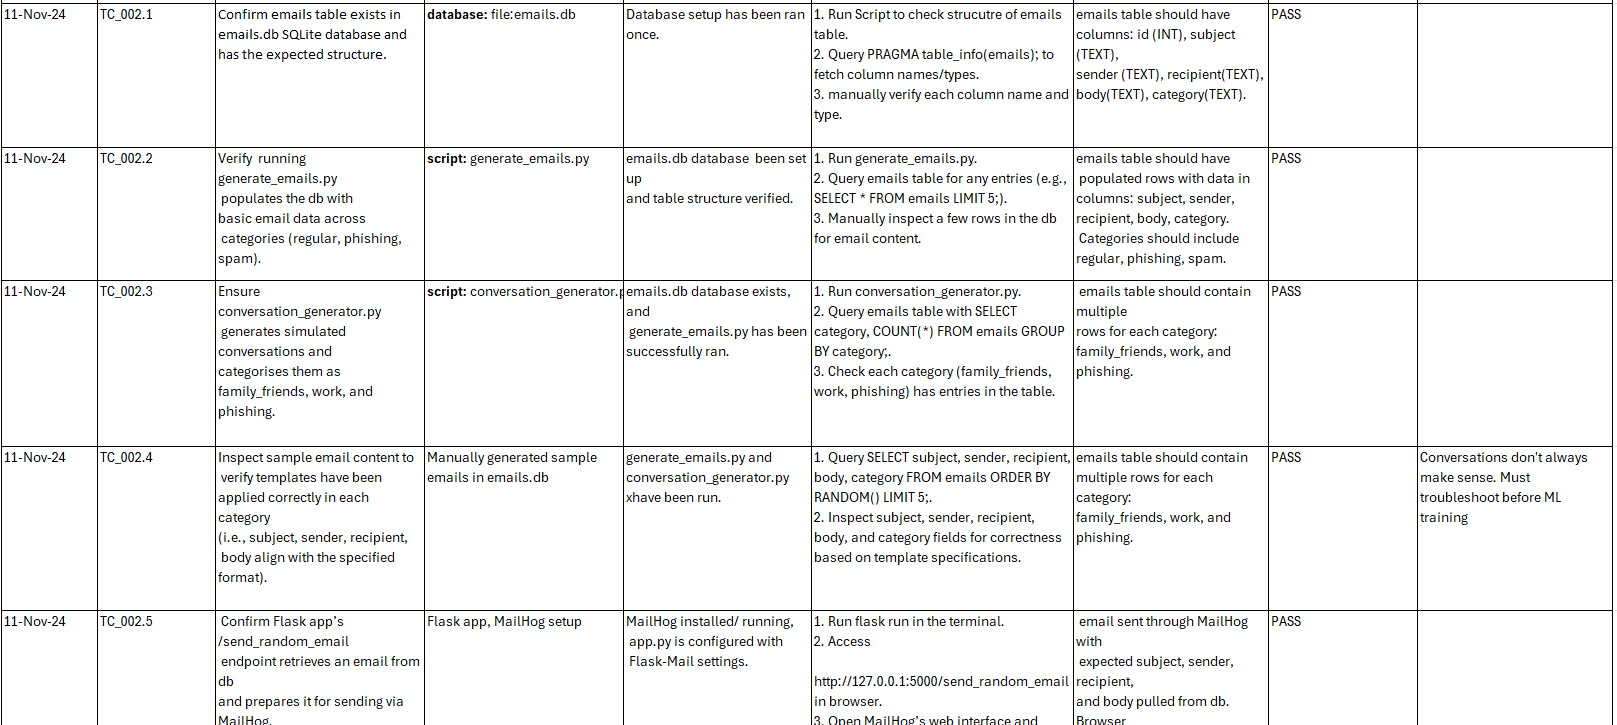 11-Nov-24
TC_002.1
Confirm emails table exists in
emails.db SQLite database and
has the expected structure.
database: file:emails.db
Database setup has been ran
once.
1. Run Script to check strucutre of emails
table.
2. Query PRAGMA table_info(emails); to
fetch column names/types.
3. manually verify each column name and
type.
emails table should have
columns: id (INT), subject
(TEXT),
sender (TEXT), recipient(TEXT),
body(TEXT), category(TEXT).
PASS
11-Nov-24
TC_002.2
Verify running
generate_emails.py
populates the db with
basic email data across
categories (regular, phishing,
spam).
script: generate_emails.py
emails.db database been set
up
and table structure verified.
1. Run generate_emails.py.
2. Query emails table for any entries (e.g.,
SELECT * FROM emails LIMIT 5;).
3. Manually inspect a few rows in the db
for email content.
emails table should have
populated rows with data in
columns: subject, sender,
recipient, body, category.
Categories should include
regular, phishing, spam.
PASS
11-Nov-24
TC_002.3
Ensure
conversation_generator.py
generates simulated
conversations and
categorises them as
family_friends, work, and
phishing.
script: conversation_generator.p
emails.db database exists,
and
generate_emails.py has been
successfully ran.
1. Run conversation_generator.py.
2. Query emails table with SELECT
category, COUNT(*) FROM emails GROUP
BY category;.
3. Check each category (family_friends,
work, phishing) has entries in the table.
emails table should contain
multiple
rows for each category:
family_friends, work, and
phishing.
PASS
11-Nov-24
TC_002.4
Inspect sample email content to
verify templates have been
applied correctly in each
category
(i.e., subject, sender, recipient,
body align with the specified
format).
Manually generated sample
emails in emails.db
generate_emails.py and
conversation_generator.py
xhave been run.
1. Query SELECT subject, sender, recipient,
body, category FROM emails ORDER BY
RANDOM() LIMIT 5;.
2. Inspect subject, sender, recipient,
body, and category fields for correctness
based on template specifications.
emails table should contain
multiple rows for each
category:
family_friends, work, and
phishing.
PASS
Conversations don't always
make sense. Must
troubleshoot before ML
training
11-Nov-24
TC_002.5
Confirm Flask app's
/send_random_email
endpoint retrieves an email from
db
and prepares it for sending via
MailHog.
Flask app, MailHog setup
MailHog installed/ running,
app.py is configured with
Flask-Mail settings.
1. Run flask run in the terminal.
2. Access
http://127.0.0.1:5000/send_random_email
in browser.
3. Open MailHog's web interface and
email sent through MailHog
with
expected subject, sender,
recipient,
and body pulled from db.
Browser
PASS